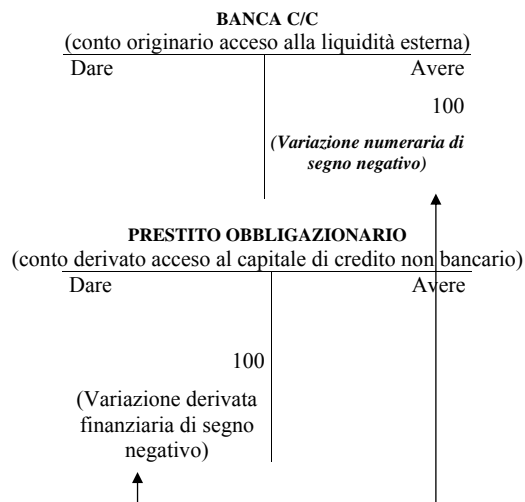 BANCA C/C
(conto originario acceso alla liquidità esterna)
Dare Avere
100
(Variazione numeraria di
segno negativo)
PRESTITO OBBLIGAZIONARIO
(conto derivato acceso al capitale di credito non bancario)
Dare Avere
100
(Variazione derivata
finanziaria di segno
negativo)